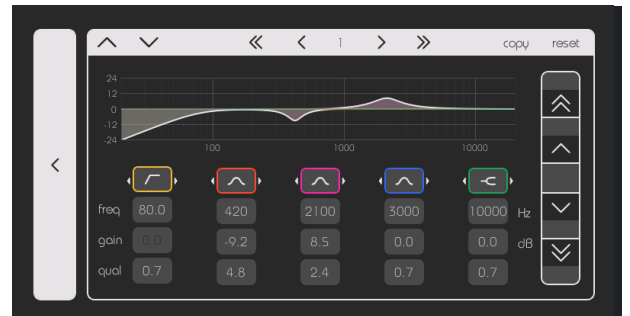 1 copy reset
24
12
0
-12
-24
100 1000 10000
freq 80.0 420 2100 3000 10000 Hz
gain 0.0 -9.2 8.5 0.0 0.0 dB
qual 0.7 4.8 2.4 0.7 0.7